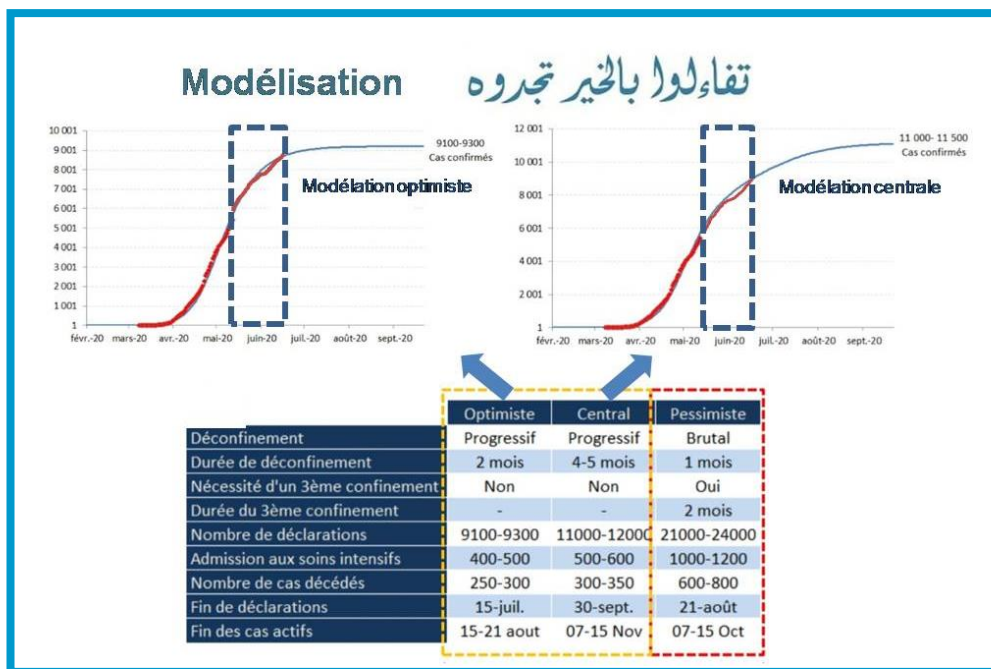 Modélisation تفاءلوا بالخير تجدوه
10 001
9 001
8 001
7 001
6 001
5 001
4 001
3 001
2 001
1 001
1
févr.-20 mars-20 avr.-20 mai-20 juin-20 juil.-20 août-20 sept.-20
9100-9300
Cas confirmés
Modélation optimiste
12 001
10 001
8 001
6 001
4 001
2 001
1
févr.-20 mars-20 avr.-20 mai-20 juin-20 juil.-20 août-20 sept.-20
11 000- 11 500
Cas confirmés
Modélation centrale
Optimiste Central Pessimiste
Déconfinement Progressif Progressif Brutal
Durée de déconfinement 2 mois 4-5 mois 1 mois
Nécessité d'un 3ème confinement Non Non Oui
Durée du 3ème confinement - - 2 mois
Nombre de déclarations 9100-9300 11000-12000 21000-24000
Admission aux soins intensifs 400-500 500-600 1000-1200
Nombre de cas décédés 250-300 300-350 600-800
Fin de déclarations 15-juil. 30-sept. 21-août
Fin des cas actifs 15-21 aout 07-15 Nov 07-15 Oct